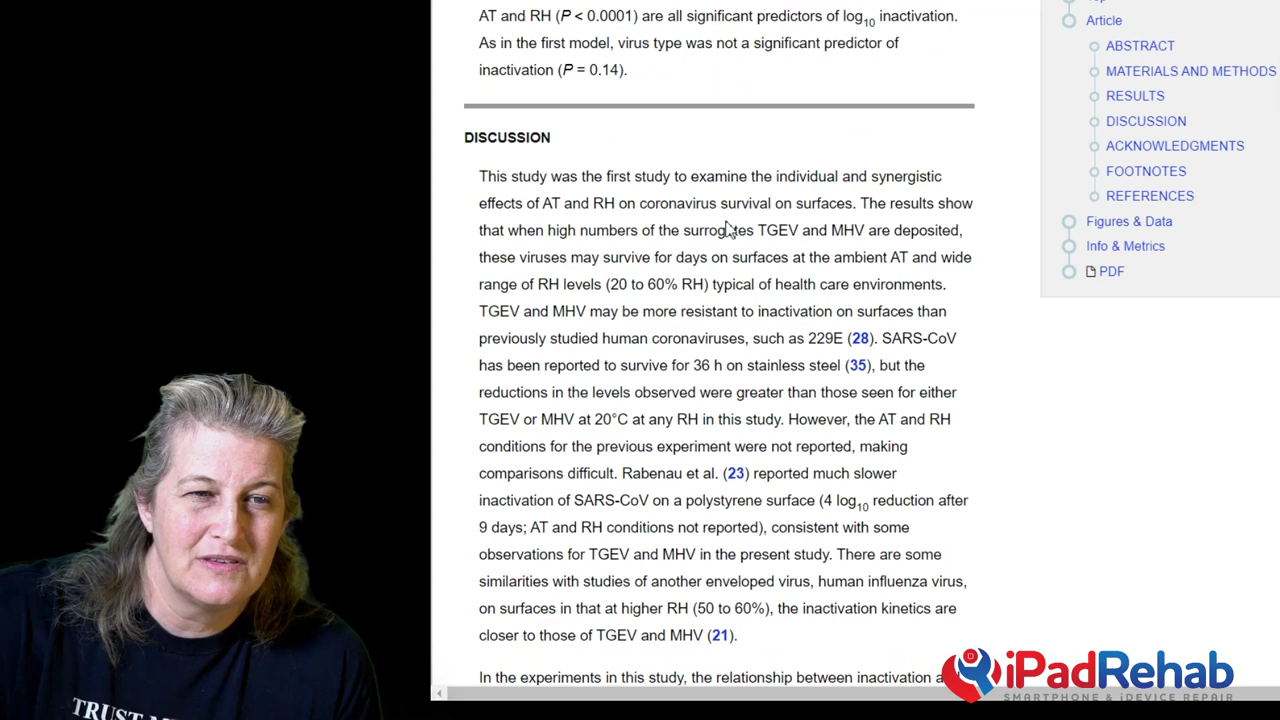 AT and RH (P < 0.0001) are all significant predictors of log10 inactivation.
As in the first model, virus type was not a significant predictor of
inactivation (P = 0.14).
DISCUSSION
This study was the first study to examine the individual and synergistic
effects of AT and RH on coronavirus survival on surfaces. The results show
that when high numbers of the surrogates TGEV and MHV are deposited,
these viruses may survive for days on surfaces at the ambient AT and wide
range of RH levels (20 to 60% RH) typical of health care environments.
TGEV and MHV may be more resistant to inactivation on surfaces than
previously studied human coronaviruses, such as 229E (28). SARS-CoV
has been reported to survive for 36 h on stainless steel (35), but the
reductions in the levels observed were greater than those seen for either
TGEV or MHV at 20°C at any RH in this study. However, the AT and RH
conditions for the previous experiment were not reported, making
comparisons difficult. Rabenau et al. (23) reported much slower
inactivation of SARS-CoV on a polystyrene surface (4 log10 reduction after
9 days; AT and RH conditions not reported), consistent with some
observations for TGEV and MHV in the present study. There are some
similarities with studies of another enveloped virus, human influenza virus,
on surfaces in that at higher RH (50 to 60%), the inactivation kinetics are
closer to those of TGEV and MHV (21).
In the experiments in this study, the relationship between inactivation
Article
ABSTRACT
MATERIALS AND METHODS
RESULTS
DISCUSSION
ACKNOWLEDGMENTS
FOOTNOTES
REFERENCES
Figures & Data
Info & Metrics
PDF
TRUST
iPadRehab
SMARTPHONE & iDEVICE REPAIR